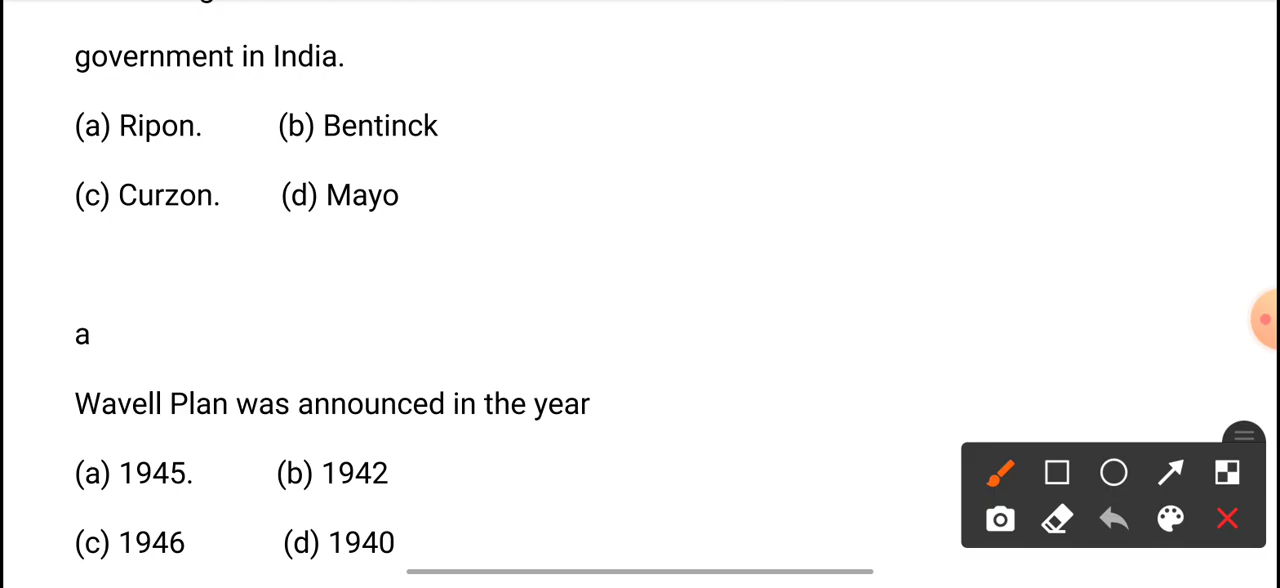 government in India.
(a) Ripon. (b) Bentinck
(c) Curzon. (d) Mayo
a
Wavell Plan was announced in the year
(a) 1945. (b) 1942
(c) 1946 (d) 1940